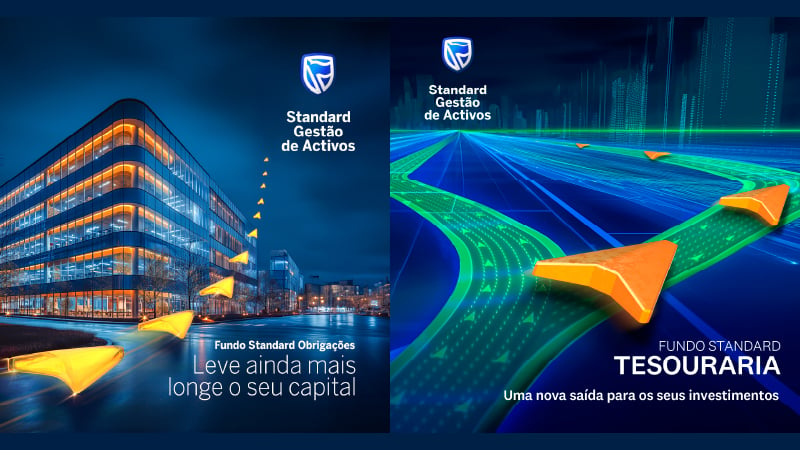 Standard
Gestão
de Activos
Fundo Standard Obrigações
Leve ainda mais
longe o seu capital
Standard
Gestão
de Activos
FUNDO STANDARD
TESOURARIA
Uma nova saída para os seus investimentos